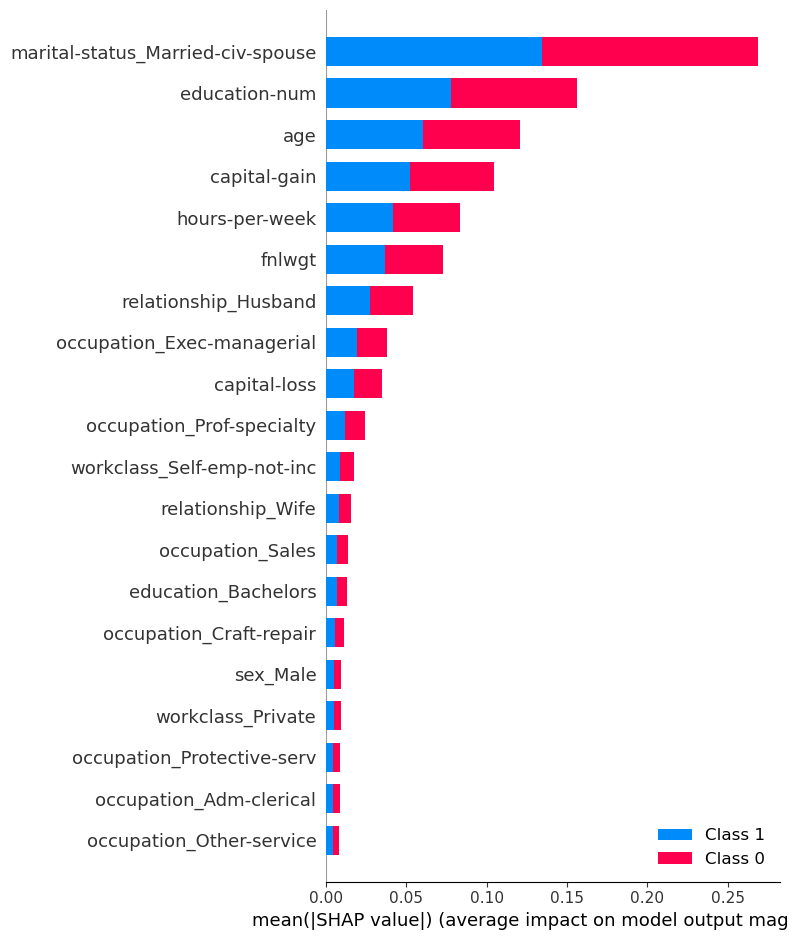 marital-status_Married-civ-spouse
education-num
age
capital-gain
hours-per-week
fnlwgt
relationship_Husband
occupation_Exec-managerial
capital-loss
occupation_Prof-specialty
workclass_Self-emp-not-inc
relationship_Wife
occupation_Sales
education_Bachelors
occupation_Craft-repair
sex_Male
workclass_Private
occupation_Protective-serv
occupation_Adm-clerical
occupation_Other-service
Class 1
Class 0
0.00 0.05 0.10 0.15 0.20 0.25
mean(|SHAP value|) (average impact on model output mag